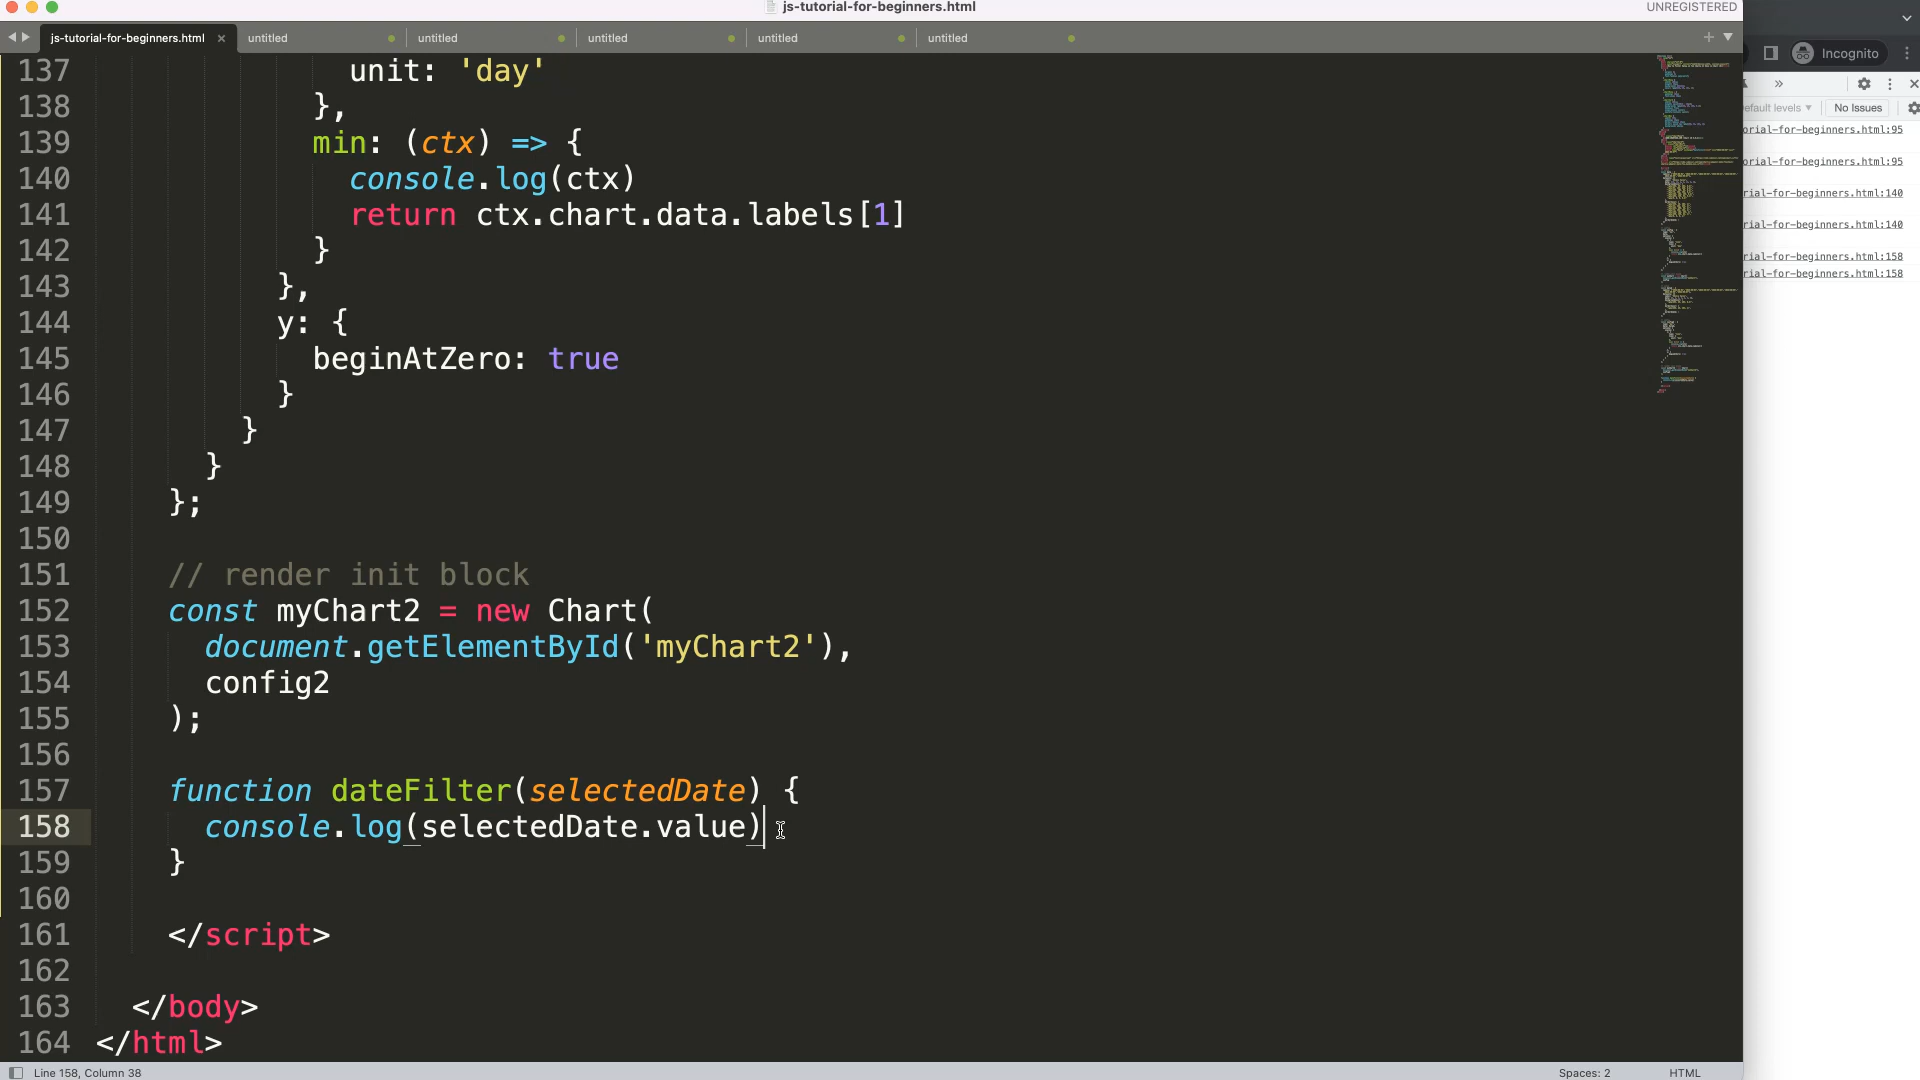 js-tutorial-for-beginners.html
UNREGISTERED
js-tutorial-for-beginners.html × untitled untitled untitled untitled untitled
Incognito
137 unit: 'day'
138 },
139 min: (ctx) => {
140 console.log(ctx)
141 return ctx.chart.data.labels[1]
142 }
143 },
144 y: {
145 beginAtZero: true
146 }
147 }
148 }
149 };
150
151 // render init block
152 const myChart2 = new Chart(
153 document.getElementById('myChart2'),
154 config2
155 );
156
157 function dateFilter(selectedDate) {
158 console.log(selectedDate.value)
159 }
160
161 </script>
162
163 </body>
164 </html>
efault levels ▾ No Issues
orial-for-beginners.html:95
orial-for-beginners.html:95
rial-for-beginners.html:140
rial-for-beginners.html:140
rial-for-beginners.html:158
rial-for-beginners.html:158
Line 158, Column 38
Spaces: 2
HTML